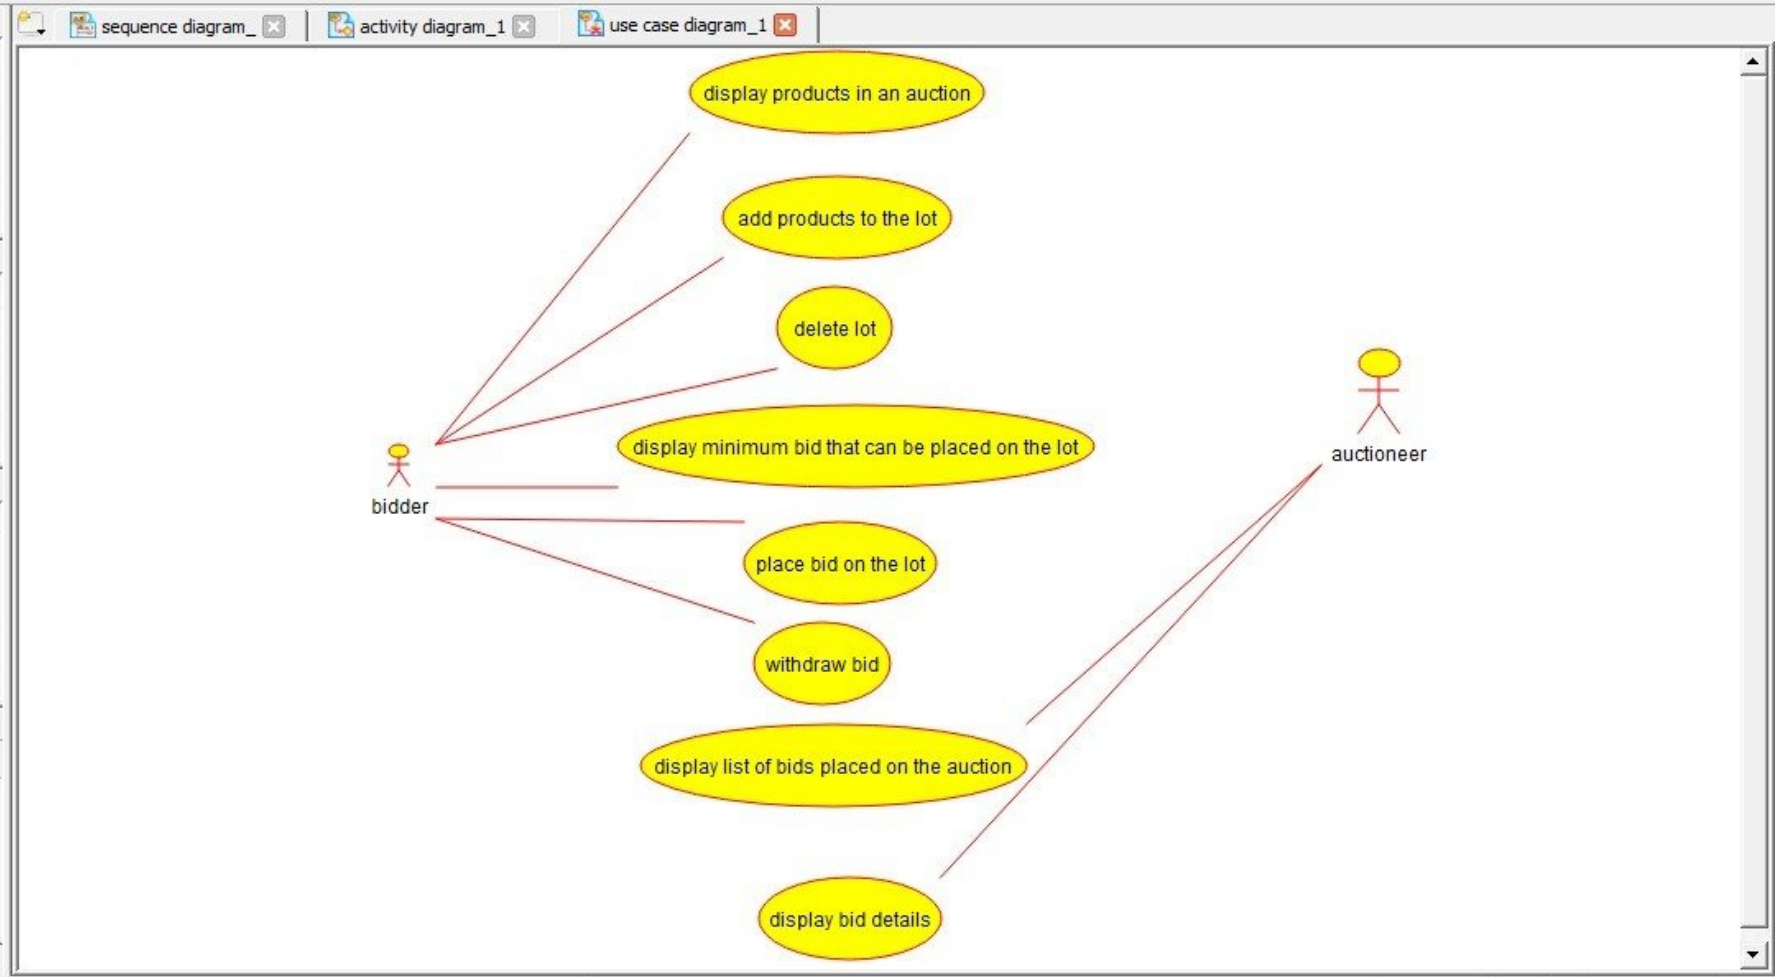 sequence diagram_
activity diagram_1
use case diagram_1
display products in an auction
add products to the lot
delete lot
display minimum bid that can be placed on the lot
auctioneer
bidder
place bid on the lot
withdraw bid
display list of bids placed on the auction
display bid details